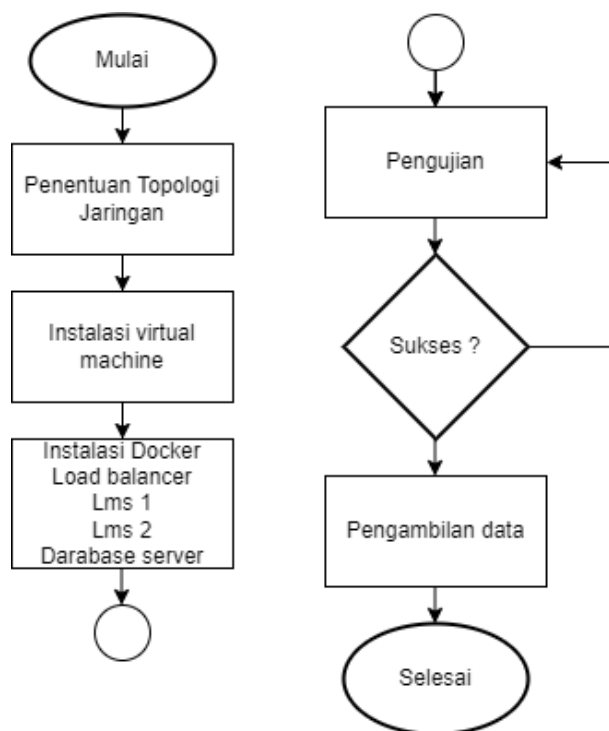 Mulai
Penentuan Topologi
Jaringan
Instalasi virtual
machine
Instalasi Docker
Load balancer
Lms 1
Lms 2
Darabase server
Pengujian
Sukses ?
Pengambilan data
Selesai